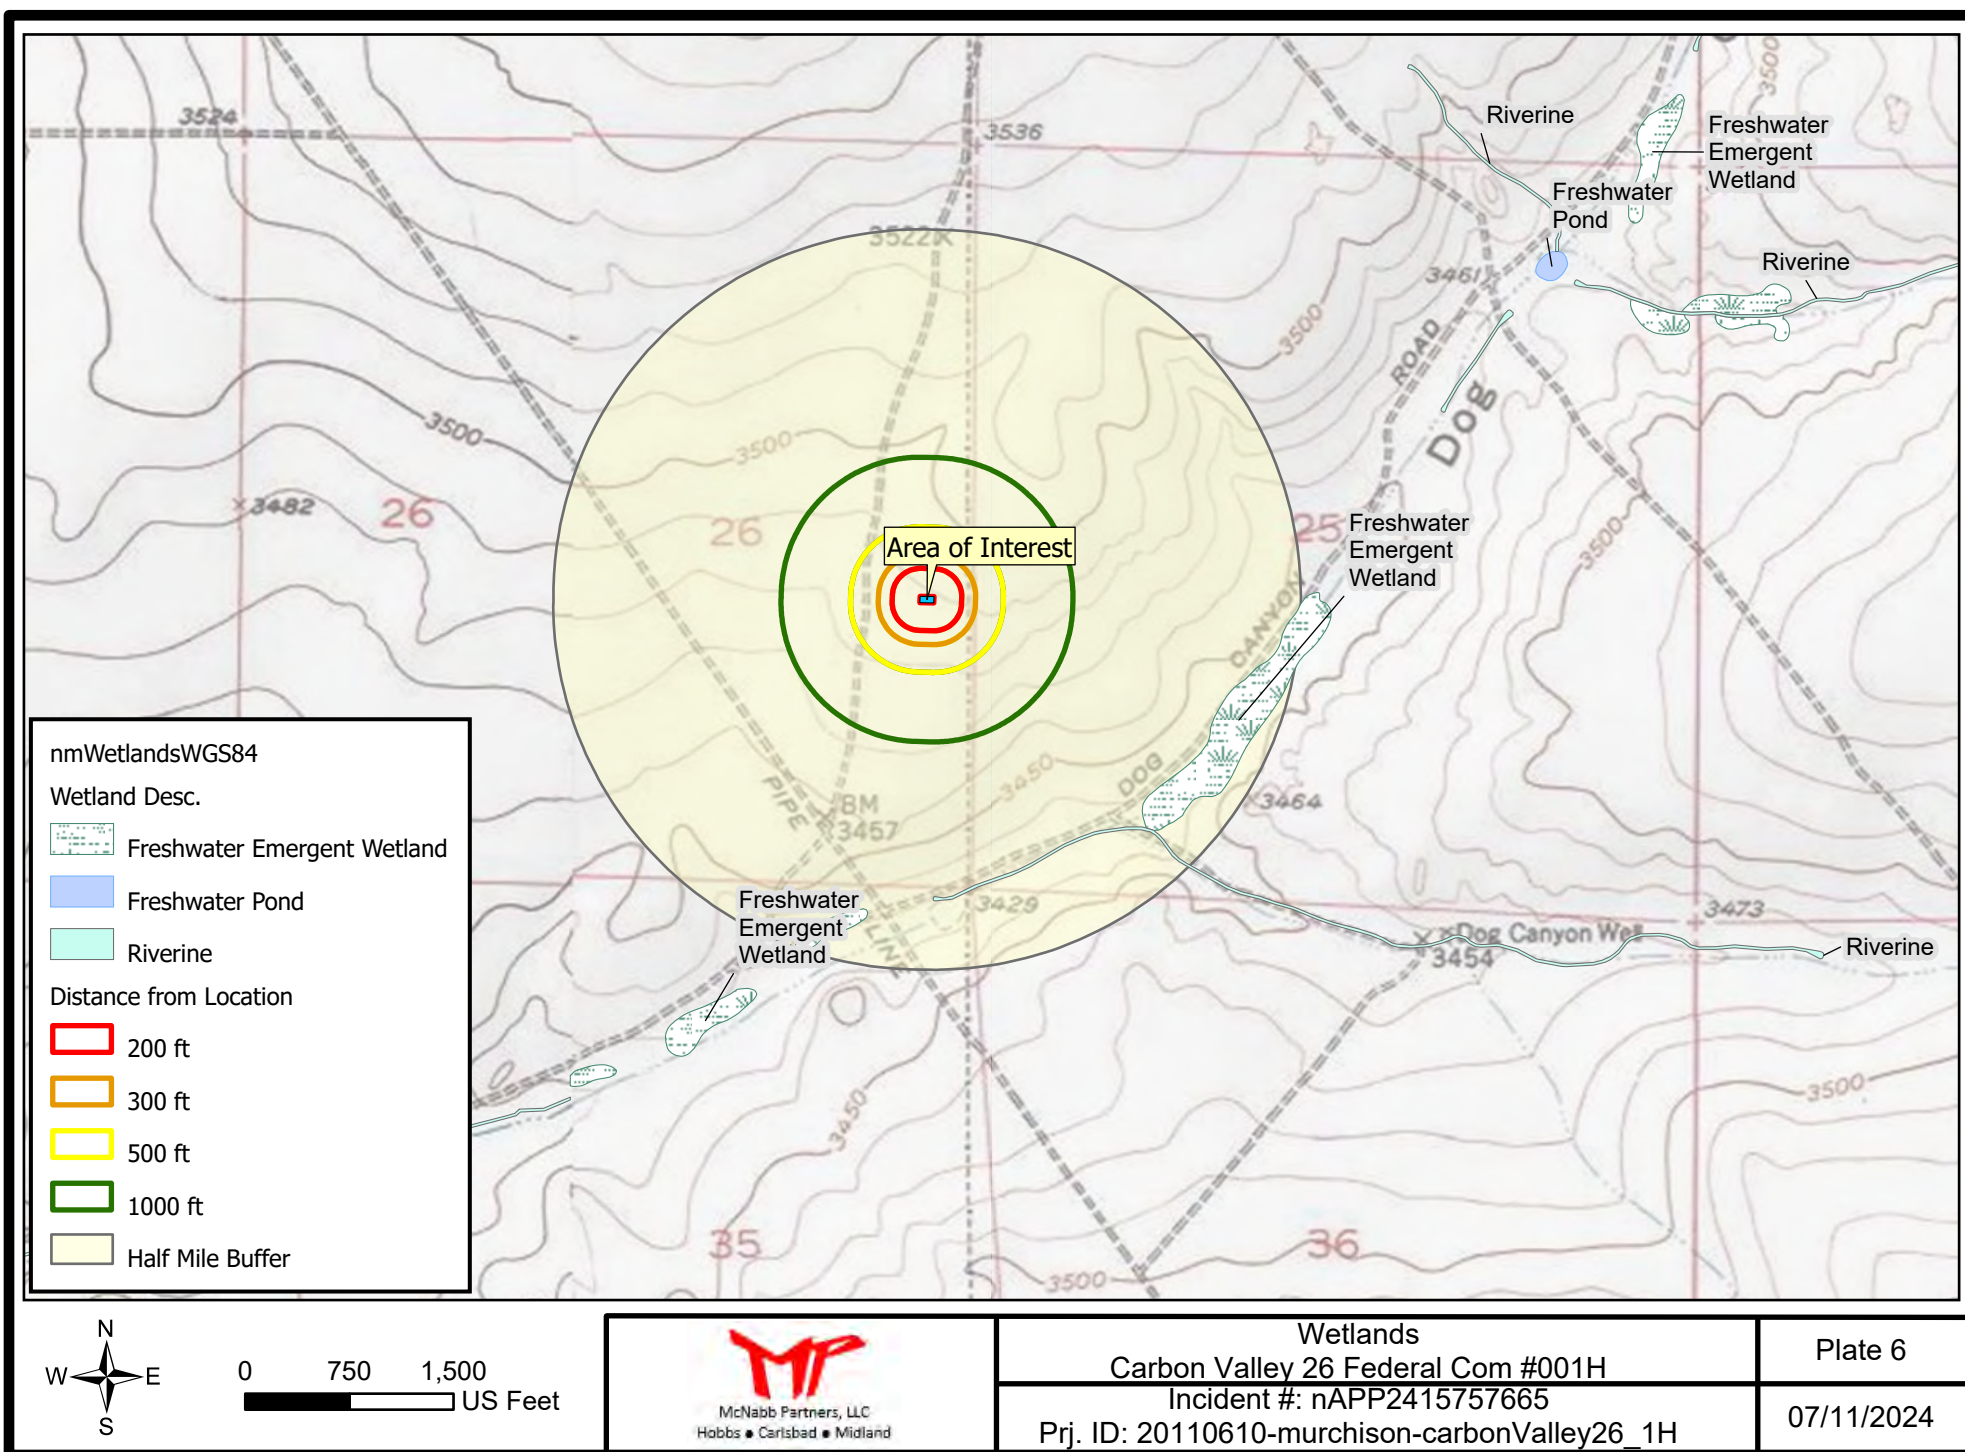 3524
3536
Riverine
Freshwater
Emergent
Wetland
3500
Freshwater
Pond
3522
3461
Riverine
3500
ROAD
Dog
3500
3500
3482
26
26
25
Freshwater
Emergent
Wetland
3500
Area of Interest
CANYON
DOG
3450
3464
PIPE
LINE
BM
3457
Freshwater
Emergent
Wetland
3429
3473
Dog Canyon Well
3454
Riverine
3450
3500
35
36
3500
nmWetlandsWGS84
Wetland Desc.
Freshwater Emergent Wetland
Freshwater Pond
Riverine
Distance from Location
200 ft
300 ft
500 ft
1000 ft
Half Mile Buffer
N
W E
S
0 750 1,500
US Feet
McNabb Partners, LLC
Hobbs • Carlsbad • Midland
Wetlands
Carbon Valley 26 Federal Com #001H
Incident #: nAPP2415757665
Prj. ID: 20110610-murchison-carbonValley26_1H
Plate 6
07/11/2024